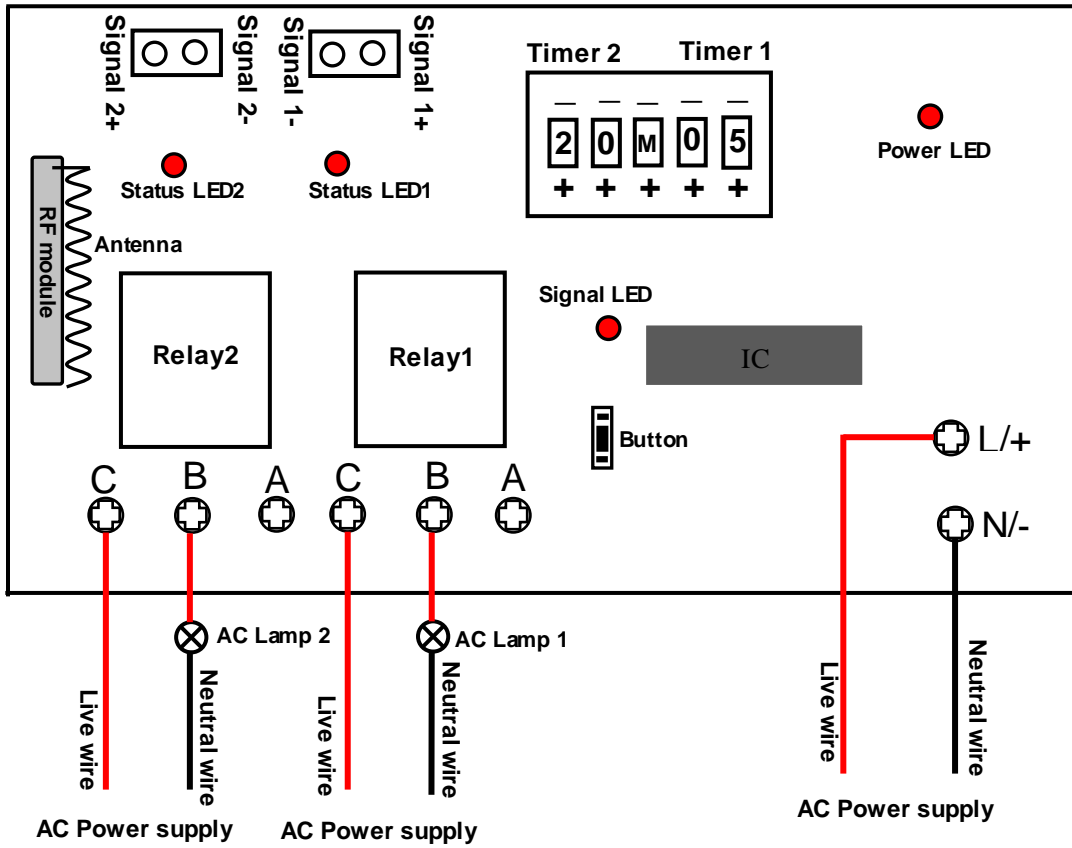 Signal 2+
Signal 2-
Signal 1-
Signal 1+
Timer 2
Timer 1
2 0 M 0 5
+ + + + +
Power LED
Status LED2
Status LED1
RF module
Antenna
Signal LED
Relay2
Relay1
IC
Button
L/+
N/-
C
B
A
C
B
A
AC Lamp 2
AC Lamp 1
Live wire
Neutral wire
Live wire
Neutral wire
Live wire
Neutral wire
AC Power supply
AC Power supply
AC Power supply